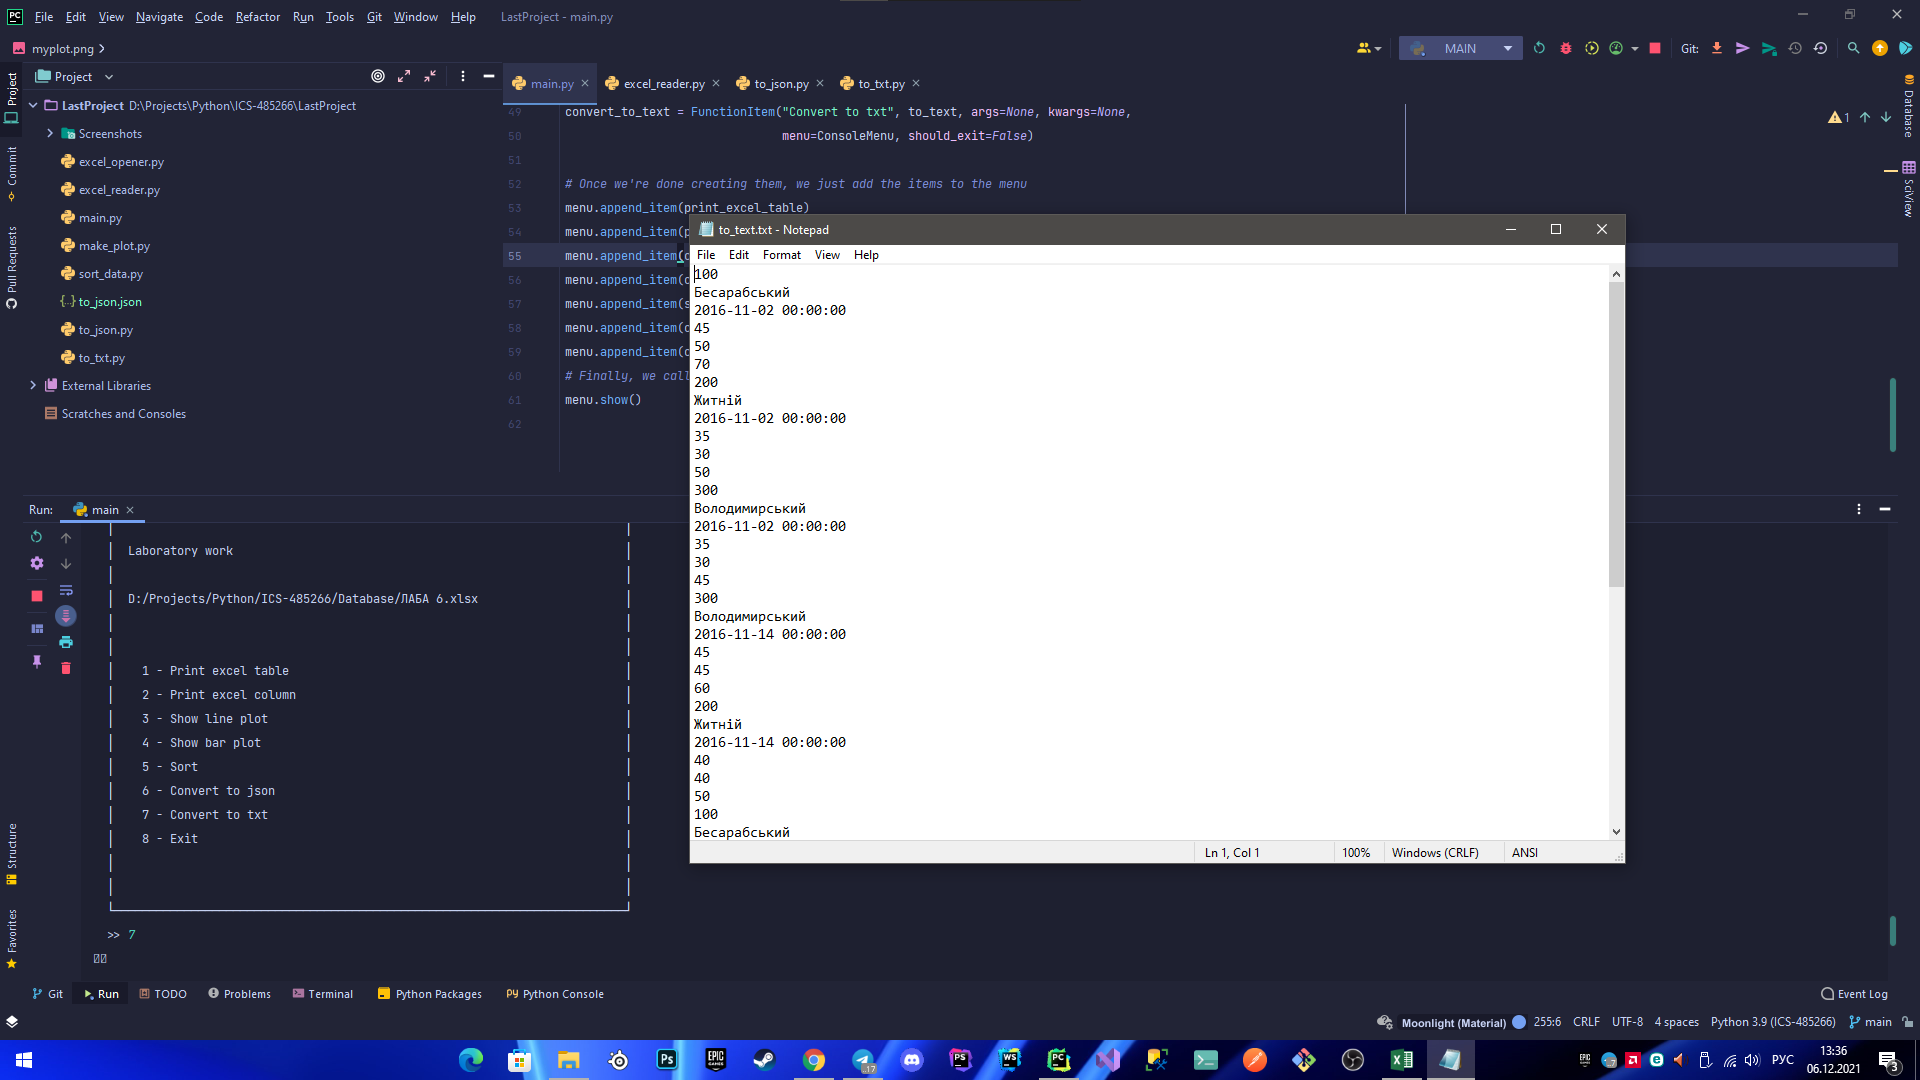 File Edit View Navigate Code Refactor Run Tools Git Window Help LastProject - main.py
myplot.png
MAIN Git:
Project
main.py excel_reader.py to_json.py to_txt.py
LastProject D:\Projects\Python\ICS-485266\LastProject
Screenshots
excel_opener.py
excel_reader.py
main.py
make_plot.py
sort_data.py
to_json.json
to_json.py
to_txt.py
External Libraries
Scratches and Consoles
Project
Commit
Pull Requests
Structure
Favorites
Database
SciView
1
49 convert_to_text = FunctionItem("Convert to txt", to_text, args=None, kwargs=None,
50 menu=ConsoleMenu, should_exit=False)
51
52 # Once we're done creating them, we just add the items to the menu
53 menu.append_item(print_excel_table)
54 menu.append_item(p
55 menu.append_item(
56 menu.append_item(c
57 menu.append_item(s
58 menu.append_item(c
59 menu.append_item(c
60 # Finally, we call
61 menu.show()
62
to_text.txt - Notepad
File Edit Format View Help
100
Бесарабський
2016-11-02 00:00:00
45
50
70
200
Житній
2016-11-02 00:00:00
35
30
50
300
Володимирський
2016-11-02 00:00:00
35
30
45
300
Володимирський
2016-11-14 00:00:00
45
45
60
200
Житній
2016-11-14 00:00:00
40
40
50
100
Бесарабський
Ln 1, Col 1 100% Windows (CRLF) ANSI
Run: main
Laboratory work
D:/Projects/Python/ICS-485266/Database/ЛАБА 6.xlsx
1 - Print excel table
2 - Print excel column
3 - Show line plot
4 - Show bar plot
5 - Sort
6 - Convert to json
7 - Convert to txt
8 - Exit
>> 7
Git Run TODO Problems Terminal Python Packages Python Console Event Log
Moonlight (Material) 255:6 CRLF UTF-8 4 spaces Python 3.9 (ICS-485266) main
17
РУС 13:36
06.12.2021
3